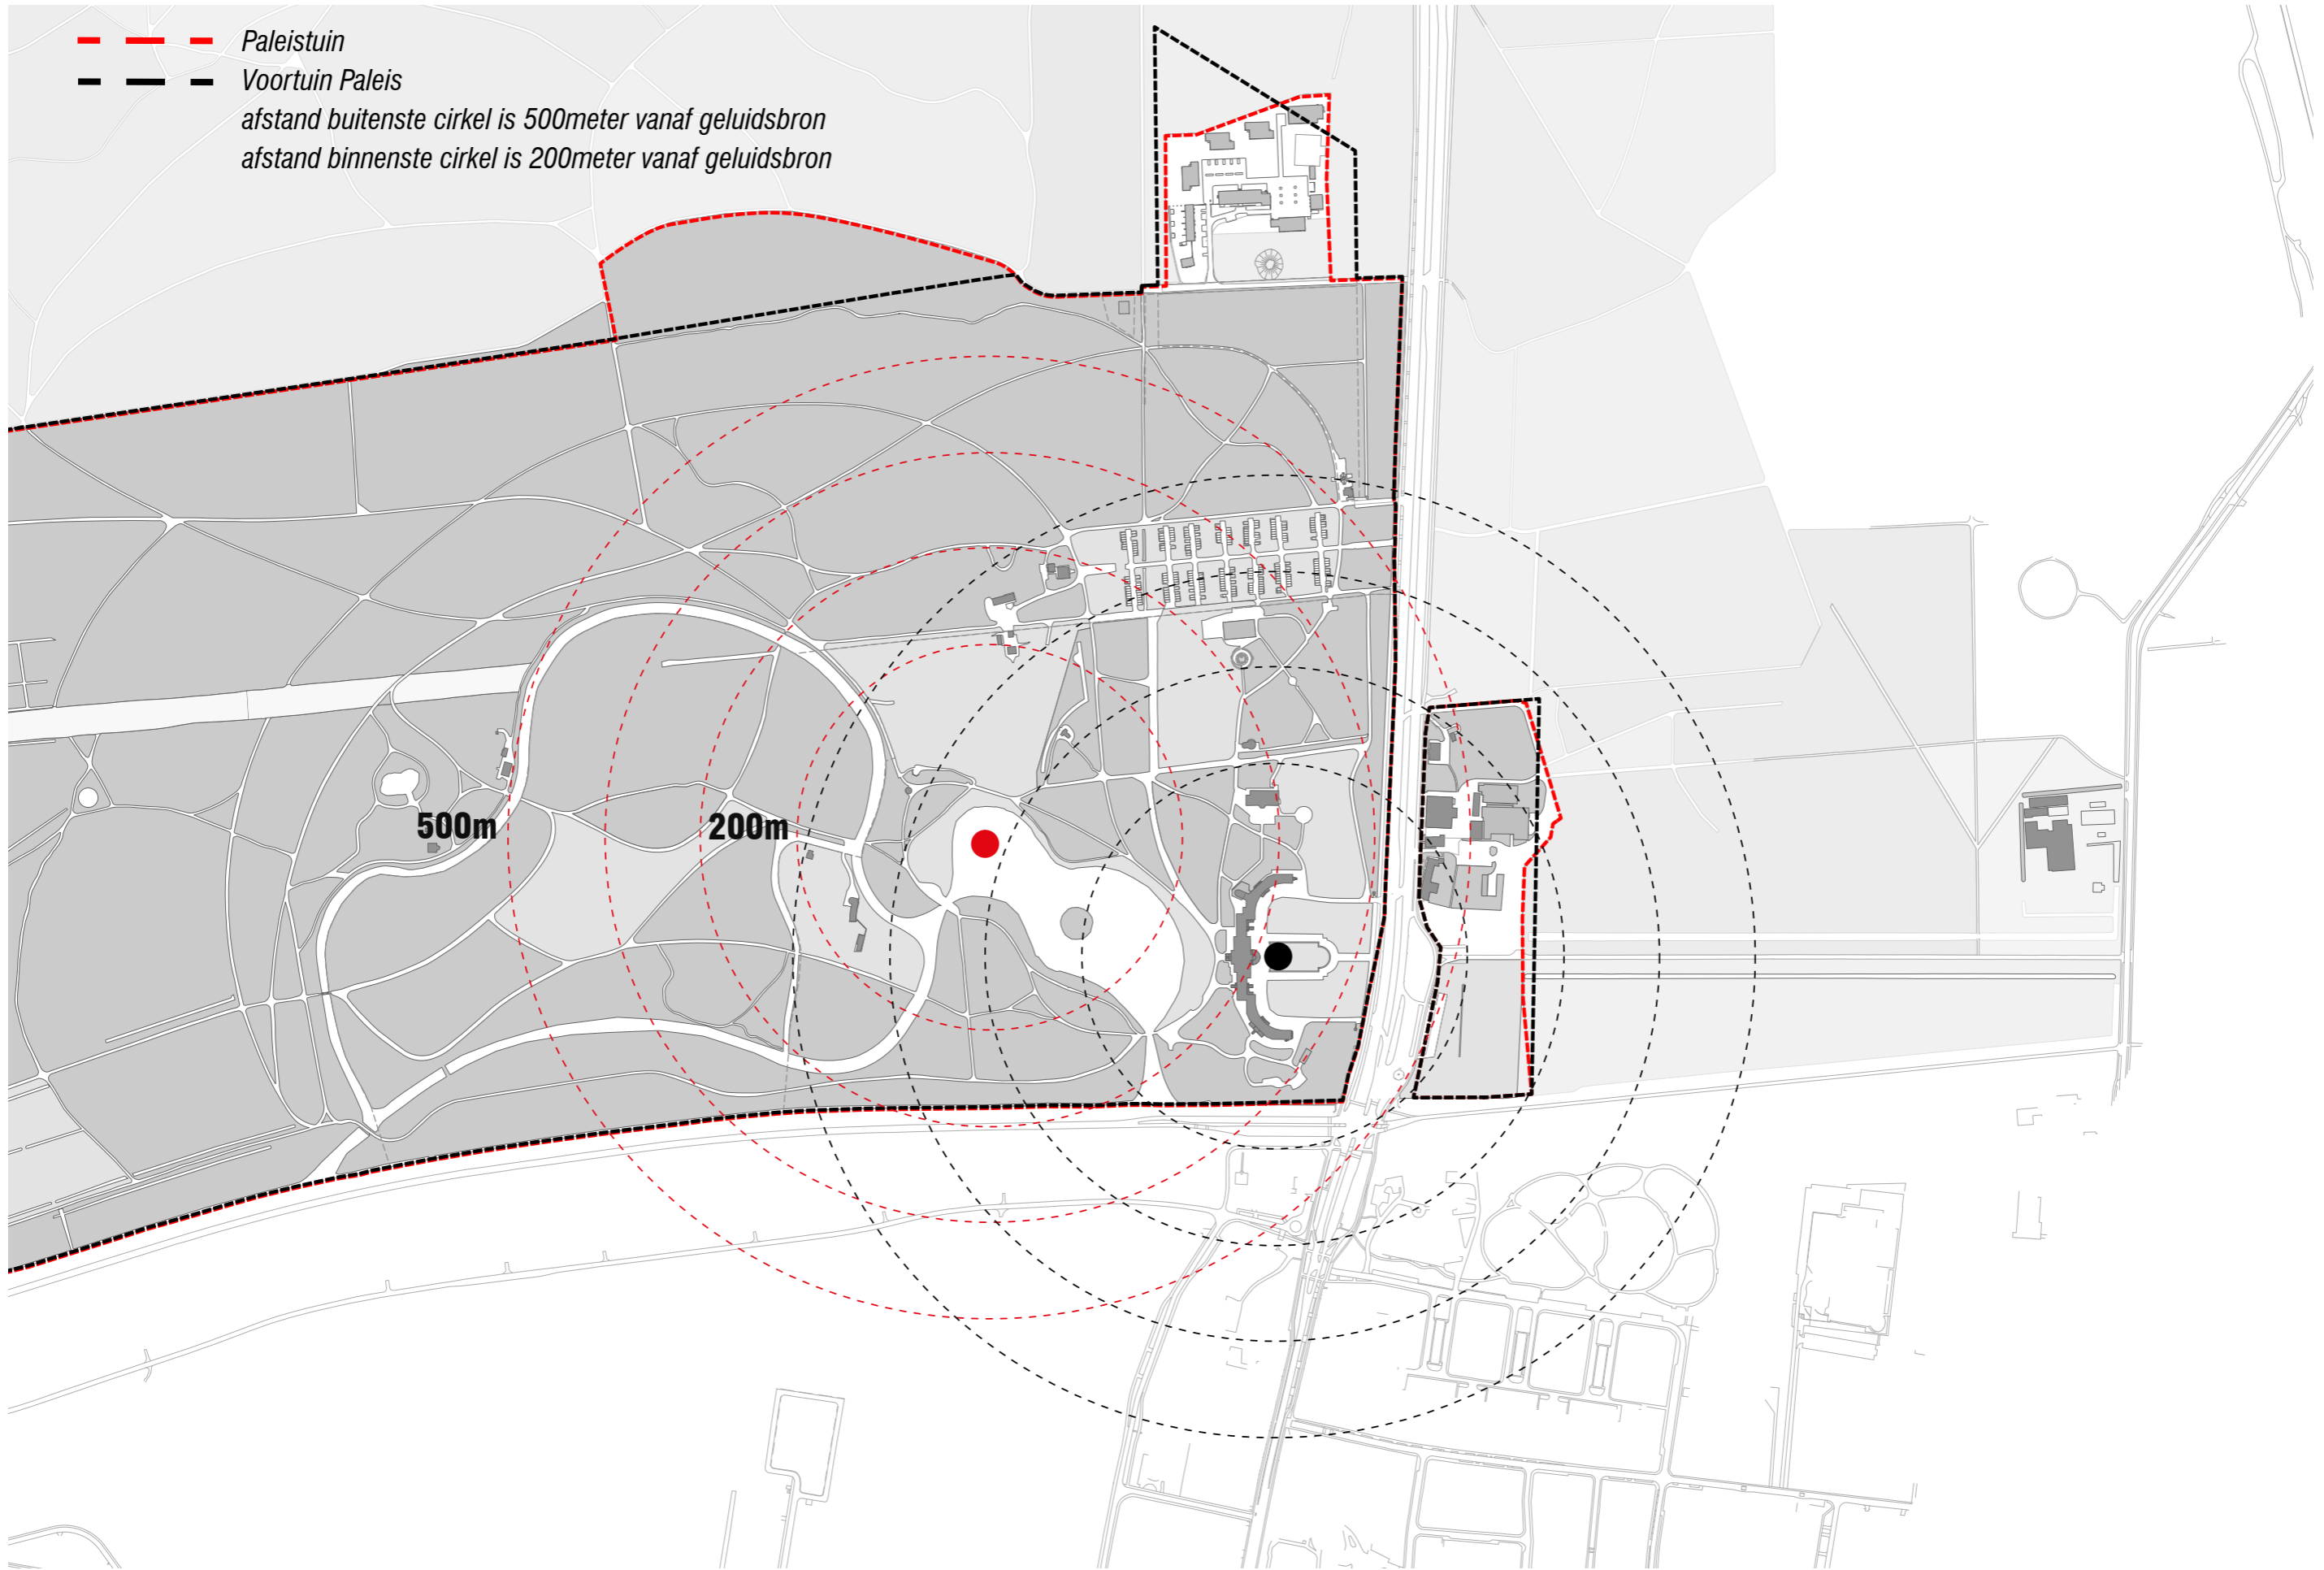 Paleistuin
Voortuin Paleis
afstand buitenste cirkel is 500meter vanaf geluidsbron
afstand binnenste cirkel is 200meter vanaf geluidsbron
500m
200m